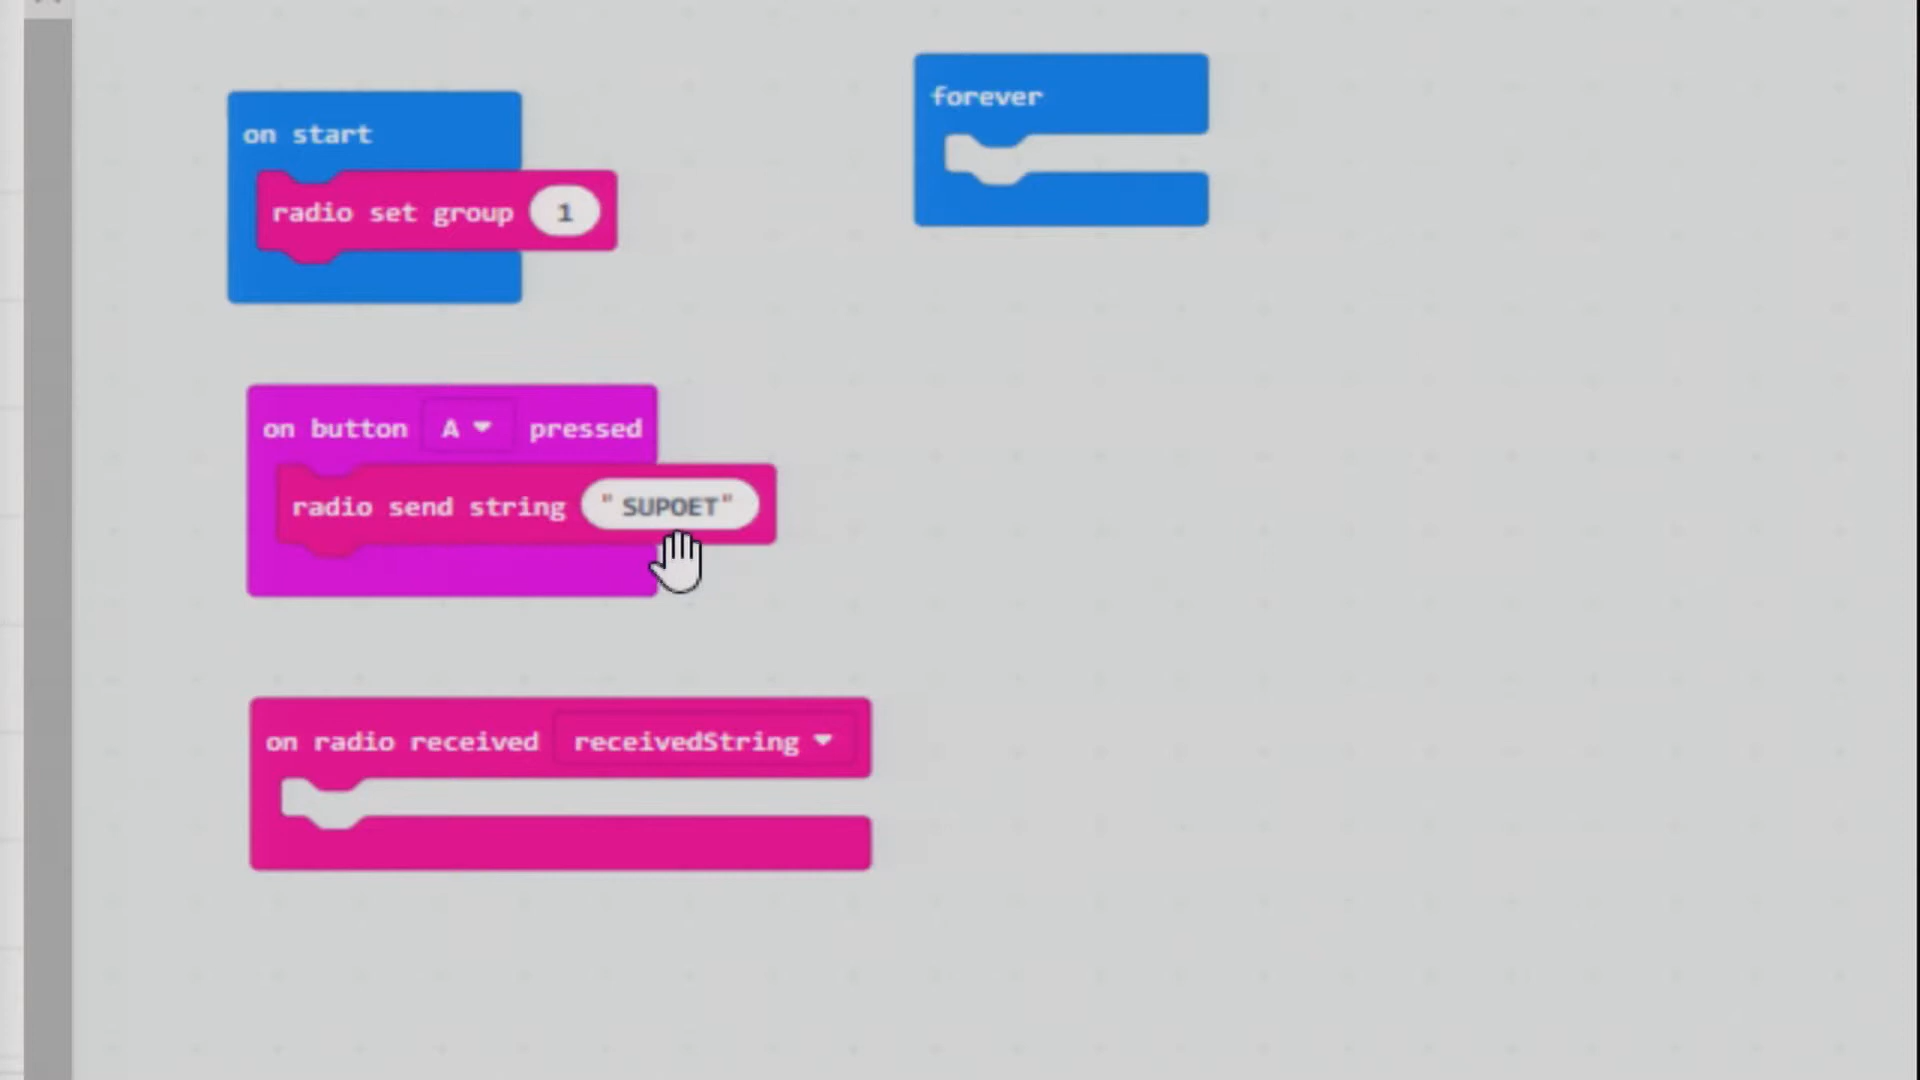 on start
radio set group 1
forever
on button A pressed
radio send string "SUPOET"
on radio received receivedString